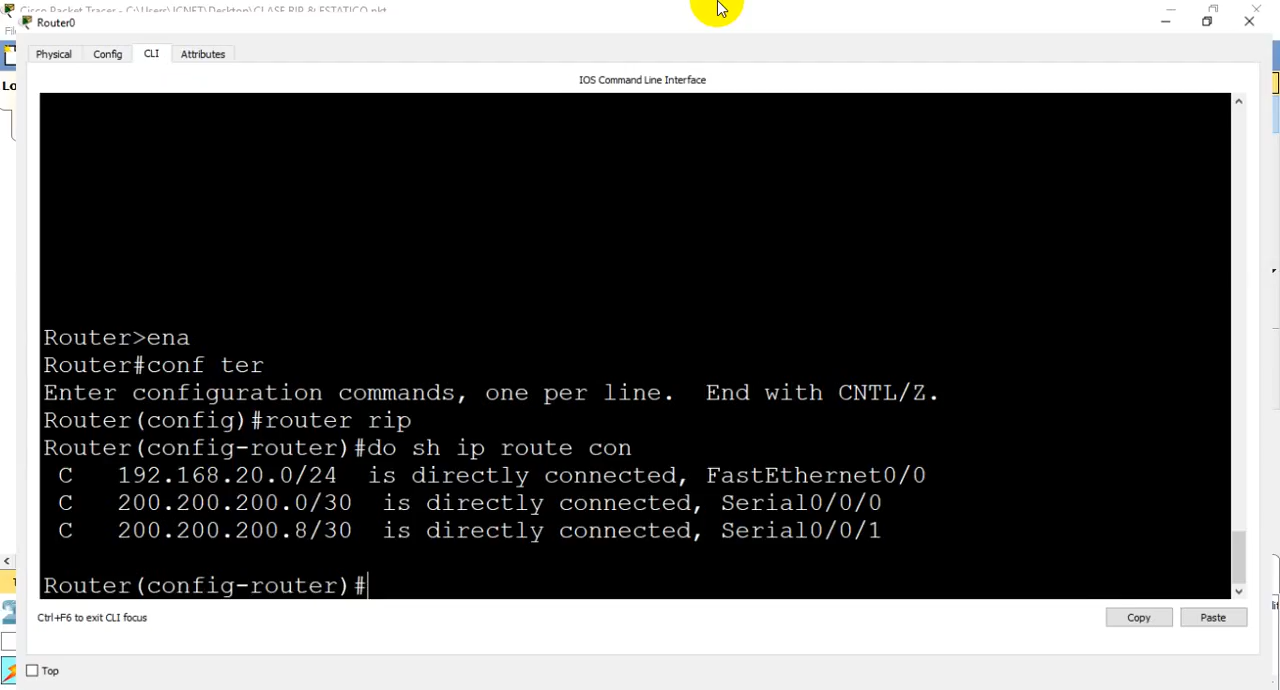 Cisco Packet Tracer - C:\Users\JCNET\Desktop\CLASE RIP & ESTATICO.pkt
Router0
Physical Config CLI Attributes
IOS Command Line Interface
Router>ena
Router#conf ter
Enter configuration commands, one per line.  End with CNTL/Z.
Router(config)#router rip
Router(config-router)#do sh ip route con
C   192.168.20.0/24  is directly connected, FastEthernet0/0
C   200.200.200.0/30  is directly connected, Serial0/0/0
C   200.200.200.8/30  is directly connected, Serial0/0/1
Router(config-router)#
Ctrl+F6 to exit CLI focus
Copy Paste
Top